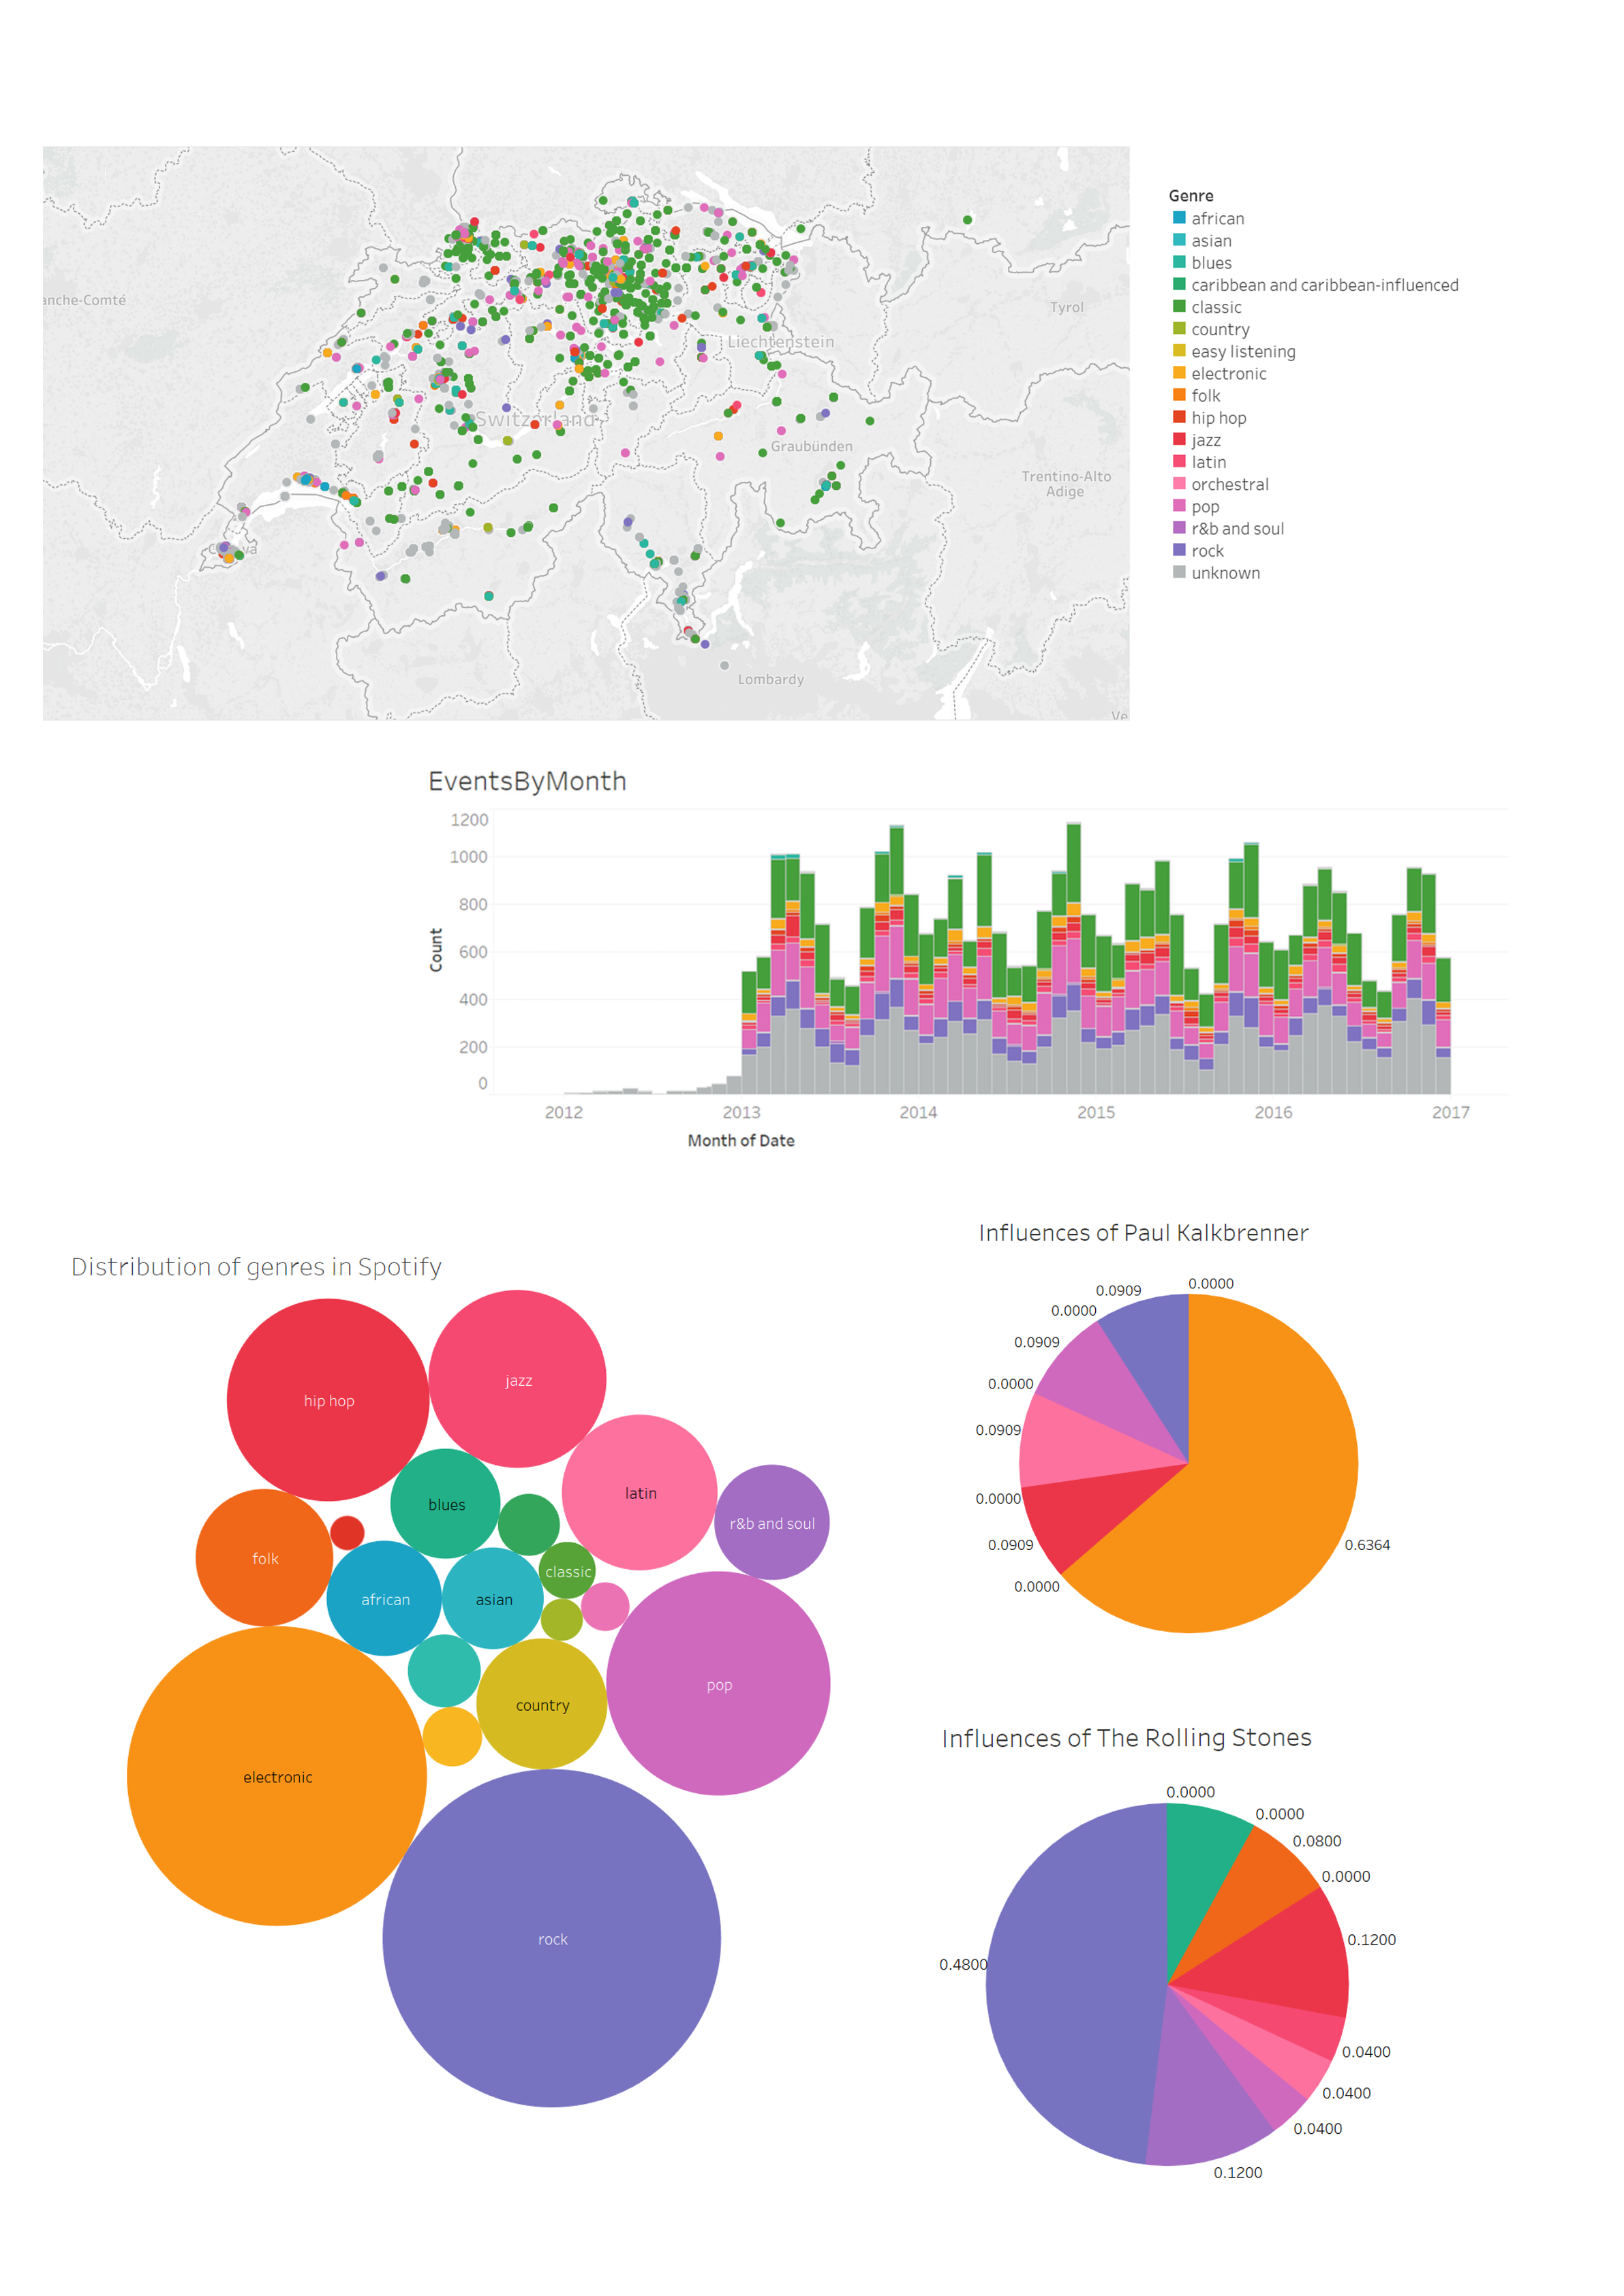 Genre
african
asian
blues
caribbean and caribbean-influenced
classic
country
easy listening
electronic
folk
hip hop
jazz
latin
orchestral
pop
r&b and soul
rock
unknown
anche-Comté
Tyrol
Liechtenstein
Switzerland
Graubünden
Trentino-Alto
Adige
Lombardy
Ve
EventsByMonth
1200
1000
800
600
400
200
0
Count
2012
2013
2014
2015
2016
2017
Month of Date
Distribution of genres in Spotify
hip hop
jazz
latin
blues
r&b and soul
folk
classic
african
asian
pop
country
electronic
rock
Influences of Paul Kalkbrenner
0.0000
0.0909
0.0000
0.0909
0.0000
0.0909
0.0000
0.0909
0.0000
0.6364
Influences of The Rolling Stones
0.0000
0.0000
0.0800
0.0000
0.1200
0.4800
0.0400
0.0400
0.0400
0.1200